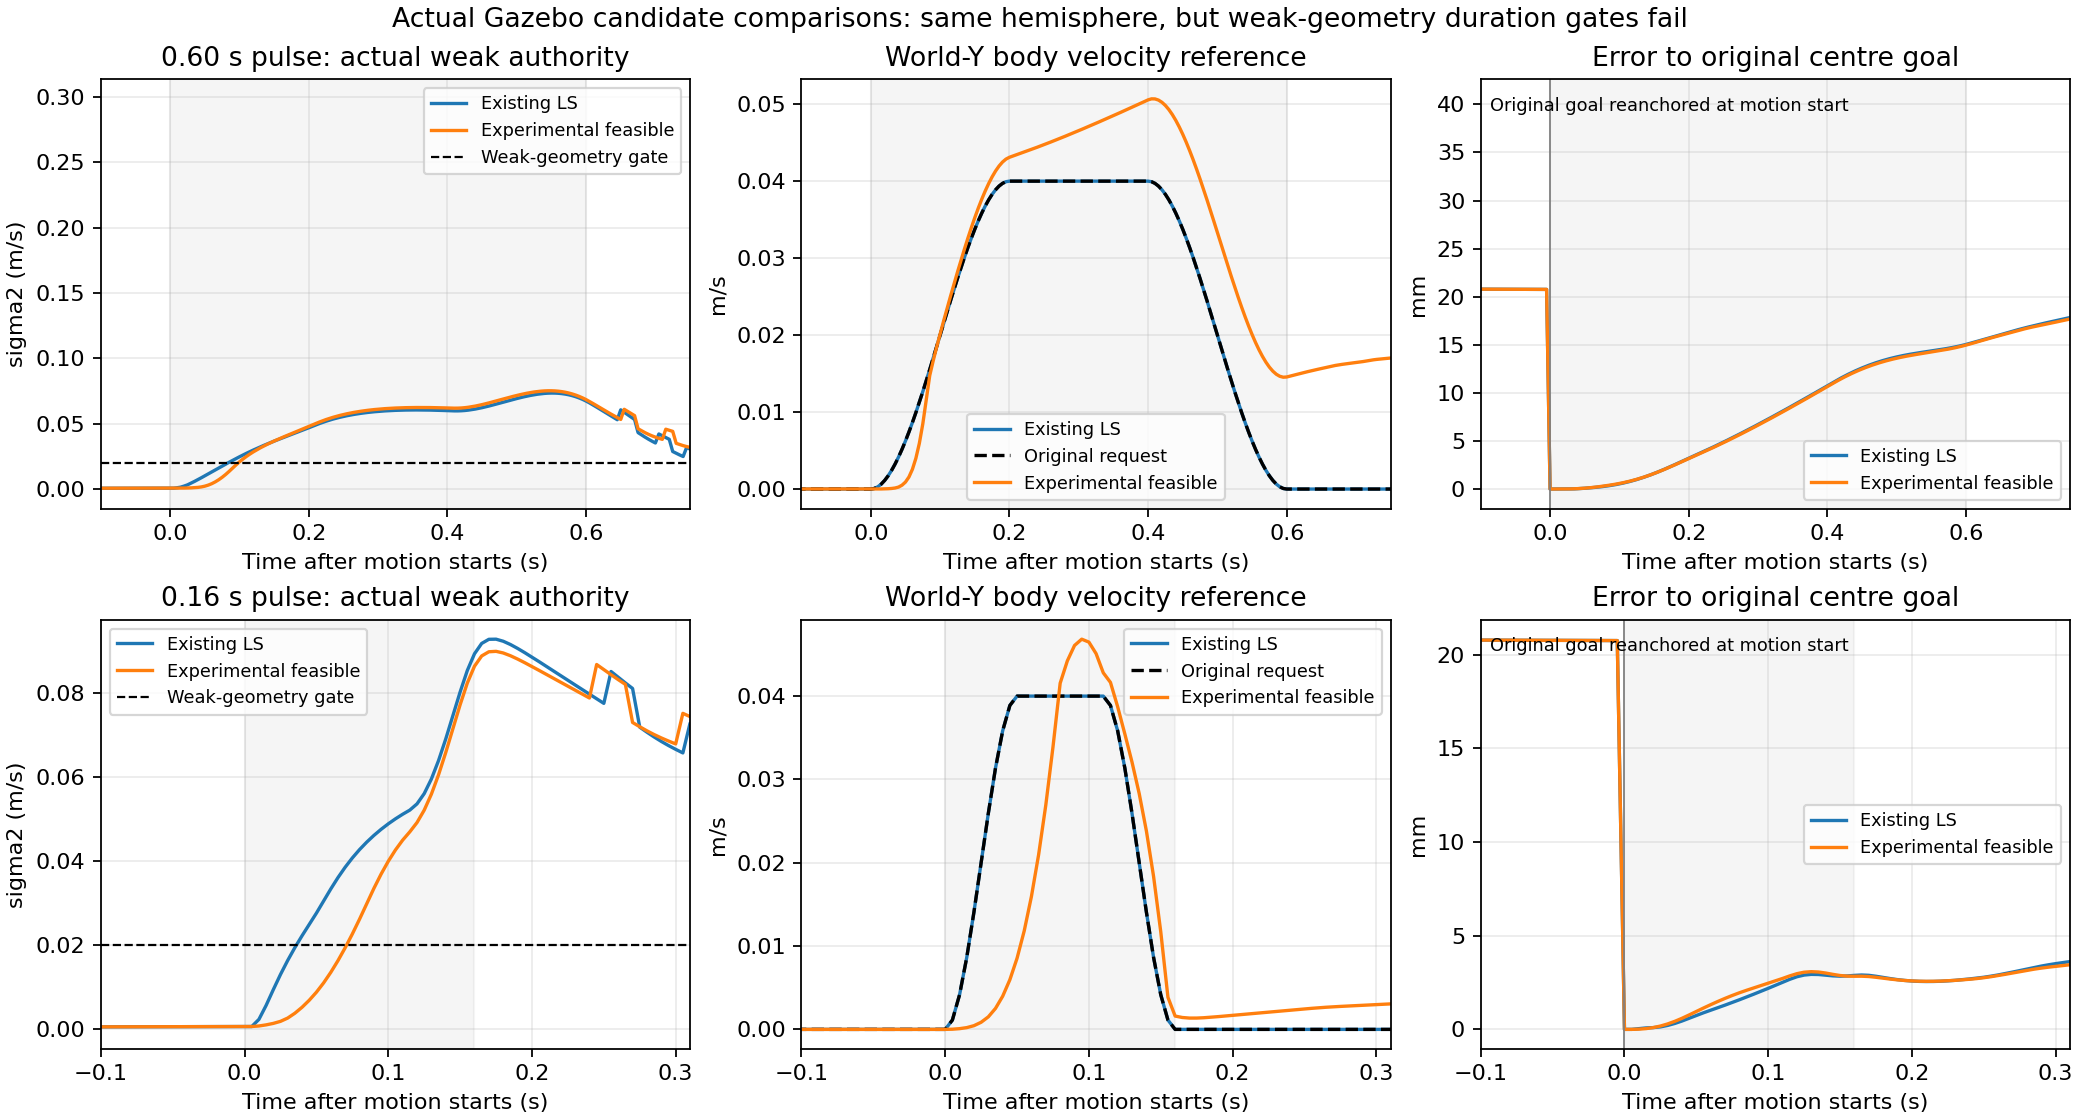 Actual Gazebo candidate comparisons: same hemisphere, but weak-geometry duration gates fail
0.60 s pulse: actual weak authority
0.30
0.25
0.20
0.15
0.10
0.05
0.00
sigma2 (m/s)
Existing LS
Experimental feasible
Weak-geometry gate
0.0
0.2
0.4
0.6
Time after motion starts (s)
World-Y body velocity reference
0.05
0.04
0.03
0.02
0.01
0.00
m/s
Existing LS
Original request
Experimental feasible
0.0
0.2
0.4
0.6
Time after motion starts (s)
Error to original centre goal
Original goal reanchored at motion start
40
35
30
25
20
15
10
5
0
mm
Existing LS
Experimental feasible
0.0
0.2
0.4
0.6
Time after motion starts (s)
0.16 s pulse: actual weak authority
Existing LS
Experimental feasible
Weak-geometry gate
0.08
0.06
0.04
0.02
0.00
sigma2 (m/s)
−0.1
0.0
0.1
0.2
0.3
Time after motion starts (s)
World-Y body velocity reference
Existing LS
Original request
Experimental feasible
0.04
0.03
0.02
0.01
0.00
m/s
−0.1
0.0
0.1
0.2
0.3
Time after motion starts (s)
Error to original centre goal
Original goal reanchored at motion start
20
15
10
5
0
mm
Existing LS
Experimental feasible
−0.1
0.0
0.1
0.2
0.3
Time after motion starts (s)